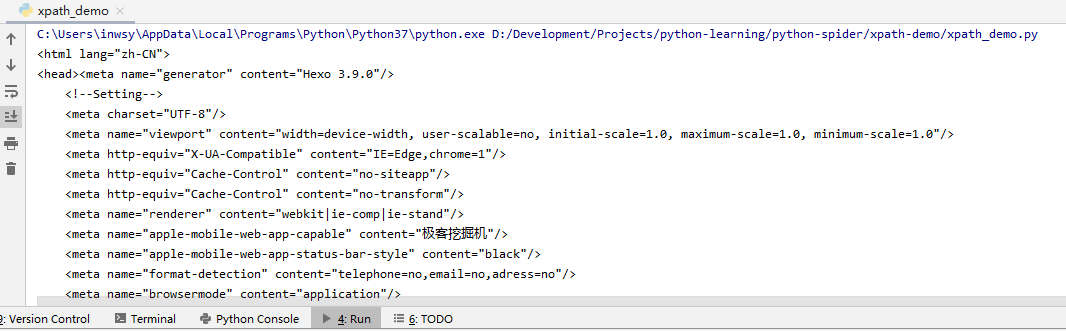 xpath_demo
C:\Users\inwsy\AppData\Local\Programs\Python\Python37\python.exe D:/Development/Projects/python-learning/python-spider/xpath-demo/xpath_demo.py
<html lang="zh-CN">
<head><meta name="generator" content="Hexo 3.9.0"/>
<!--Setting-->
<meta charset="UTF-8"/>
<meta name="viewport" content="width=device-width, user-scalable=no, initial-scale=1.0, maximum-scale=1.0, minimum-scale=1.0"/>
<meta http-equiv="X-UA-Compatible" content="IE=Edge,chrome=1"/>
<meta http-equiv="Cache-Control" content="no-siteapp"/>
<meta http-equiv="Cache-Control" content="no-transform"/>
<meta name="renderer" content="webkit|ie-comp|ie-stand"/>
<meta name="apple-mobile-web-app-capable" content="极客挖掘机"/>
<meta name="apple-mobile-web-app-status-bar-style" content="black"/>
<meta name="format-detection" content="telephone=no,email=no,adress=no"/>
<meta name="browsermode" content="application"/>
9: Version Control Terminal Python Console 4: Run 6: TODO